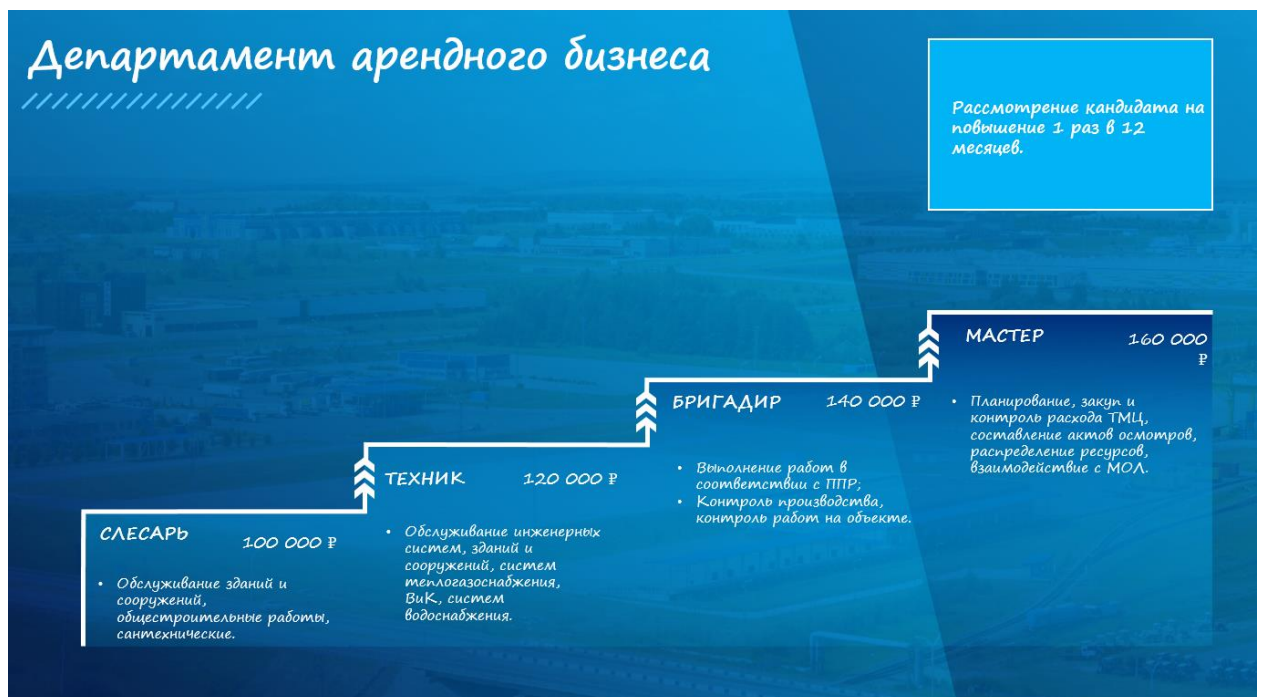 Департамент арендного бизнеса
Рассмотрение кандидата на
повышение 1 раз в 12
месяцев.
МАСТЕР
160 000
₽
• Планирование, закуп и
контроль расхода ТМЦ,
составление актов осмотров,
распределение ресурсов,
взаимодействие с МОЛ.
БРИГАДИР
140 000 ₽
• Выполнение работ в
соответствии с ППР;
• Контроль производства,
контроль работ на объекте.
ТЕХНИК
120 000 ₽
• Обслуживание инженерных
систем, зданий и
сооружений, систем
теплогазоснабжения,
ВиК, систем
водоснабжения.
СЛЕСАРЬ
100 000 ₽
• Обслуживание зданий и
сооружений,
общестроительные работы,
сантехнические.